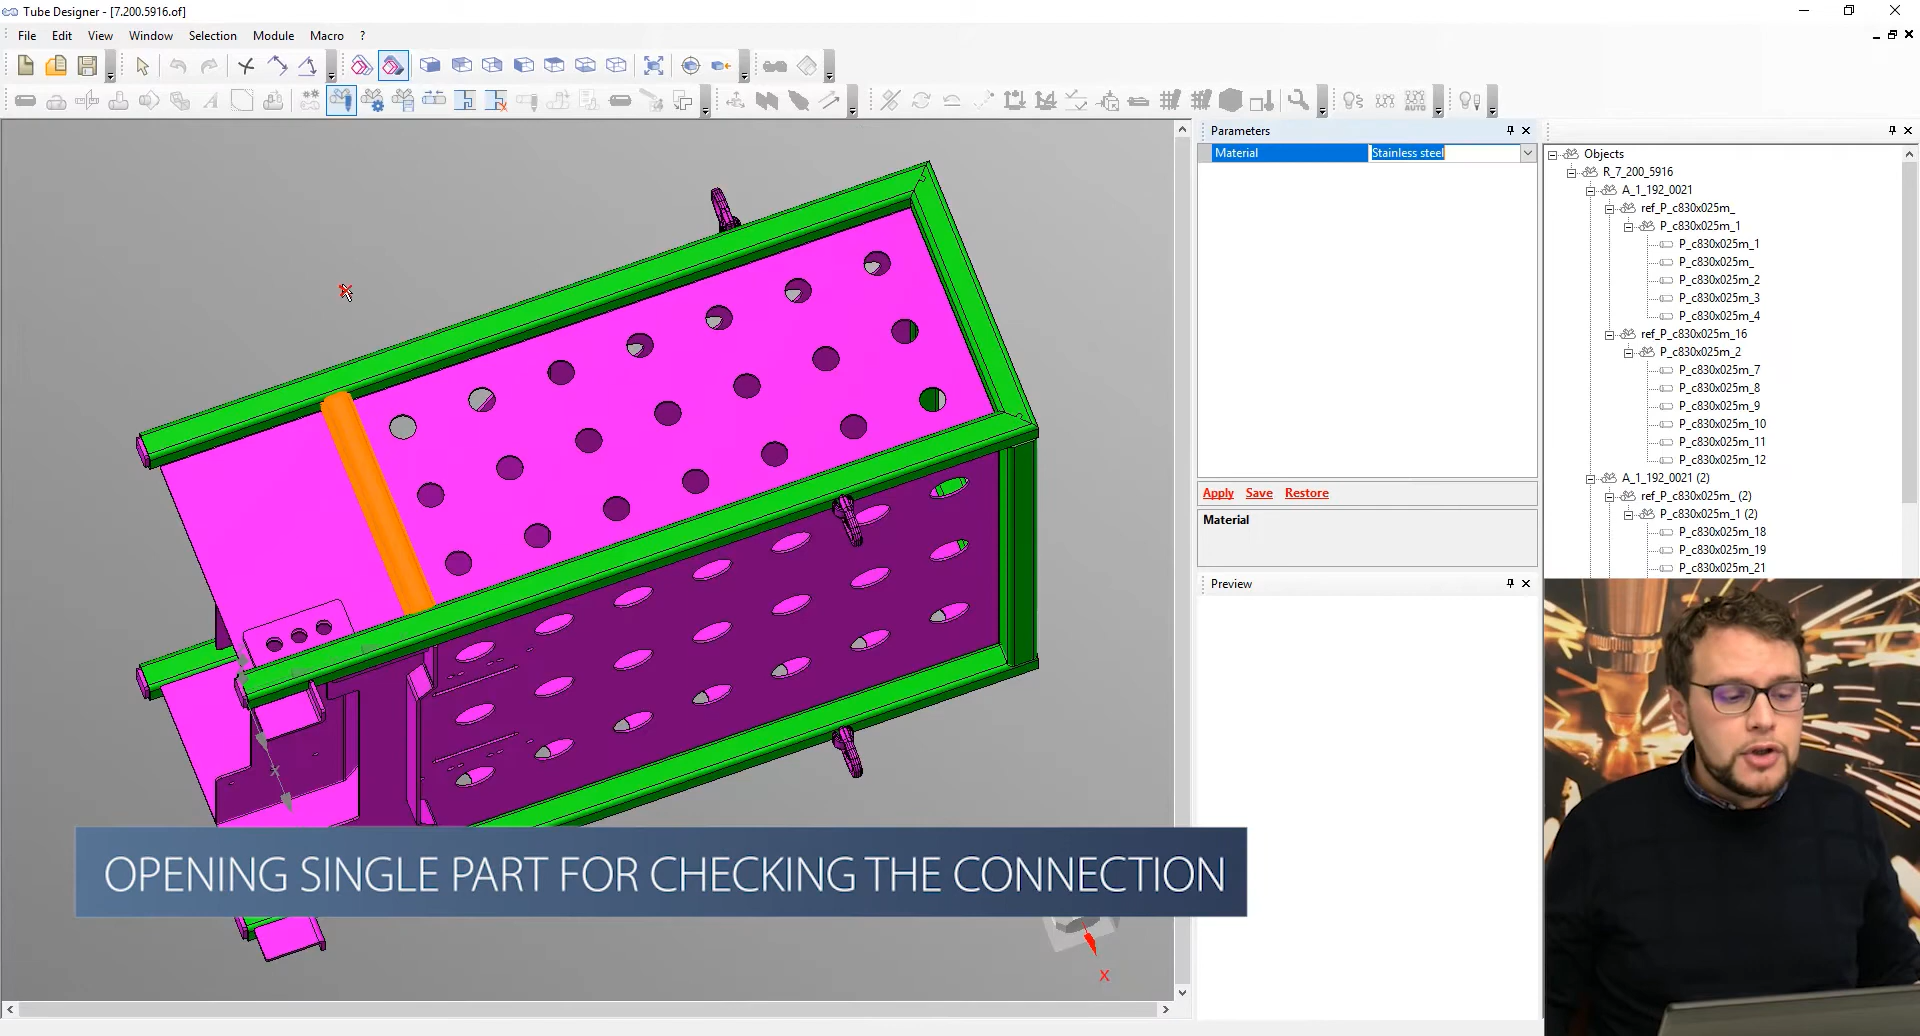 Tube Designer - [7.200.5916.of]
File Edit View Window Selection Module Macro ?
Parameters
Material Stainless steel
Apply Save Restore
Material
Preview
Objects
R_7_200_5916
A_1_192_0021
ref_P_c830x025m_
P_c830x025m_1
P_c830x025m_1
P_c830x025m_
P_c830x025m_2
P_c830x025m_3
P_c830x025m_4
ref_P_c830x025m_16
P_c830x025m_2
P_c830x025m_7
P_c830x025m_8
P_c830x025m_9
P_c830x025m_10
P_c830x025m_11
P_c830x025m_12
A_1_192_0021 (2)
ref_P_c830x025m_ (2)
P_c830x025m_1 (2)
P_c830x025m_18
P_c830x025m_19
P_c830x025m_21
AUTO
X
OPENING SINGLE PART FOR CHECKING THE CONNECTION
X